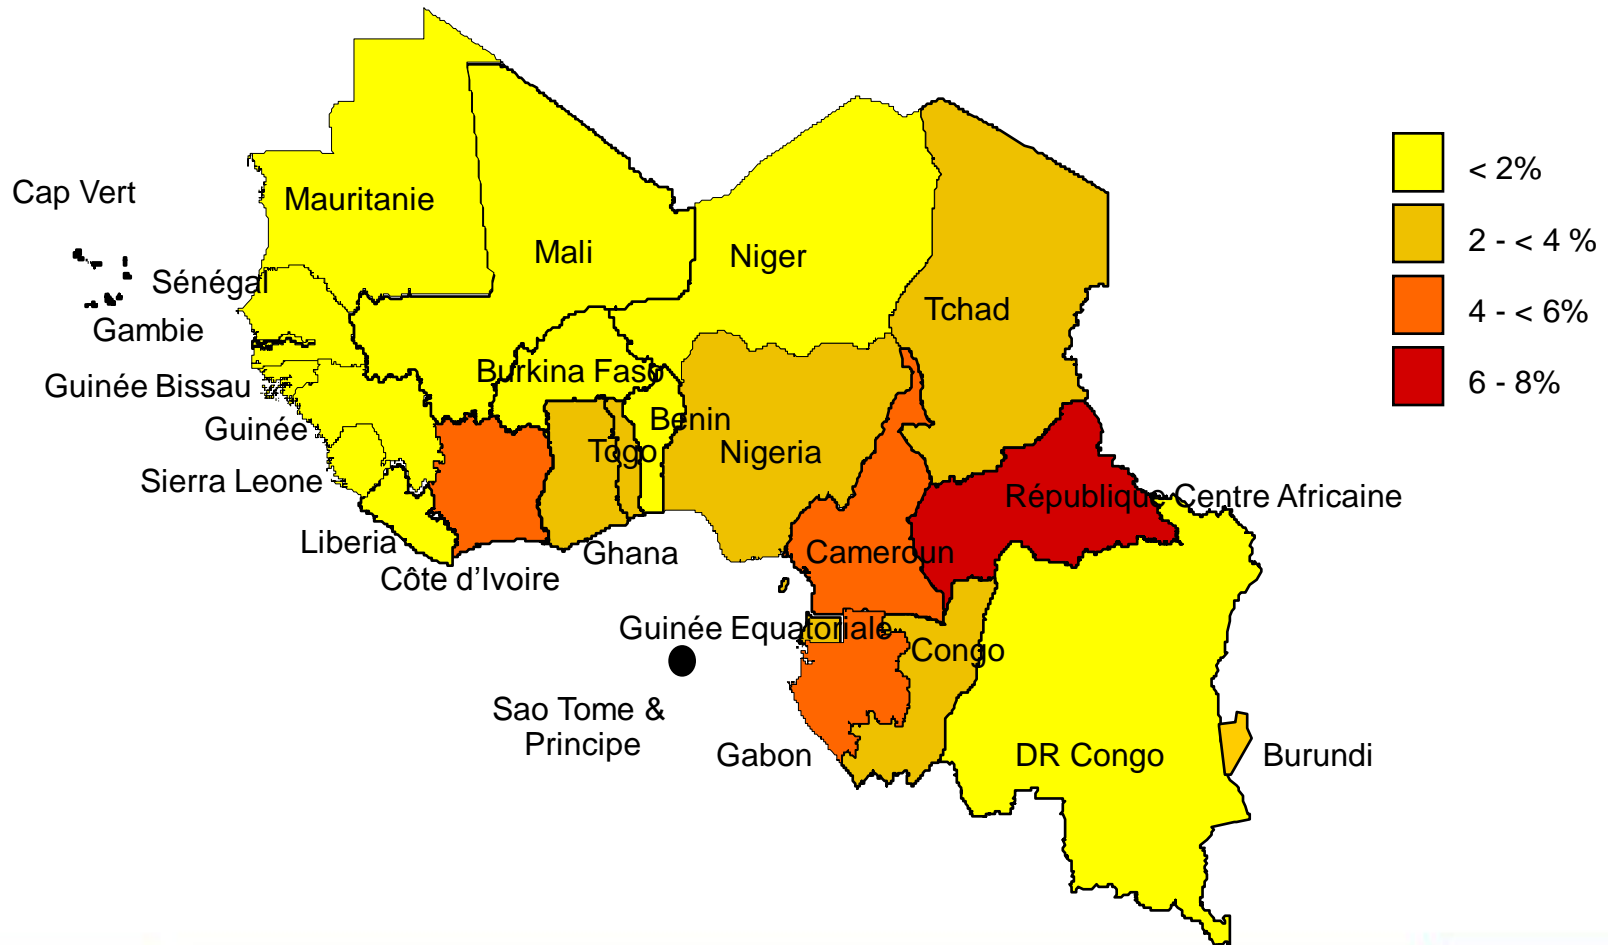 Cap Vert
Mauritanie
Mali
Niger
Tchad
Sénégal
Gambie
Guinée Bissau
Burkina Faso
Guinée
Benin
Togo
Nigeria
Sierra Leone
République Centre Africaine
Liberia
Ghana
Cameroun
Côte d’Ivoire
Guinée Equatoriale
Congo
Sao Tome &
Principe
Gabon
DR Congo
Burundi
< 2%
2 - < 4 %
4 - < 6%
6 - 8%